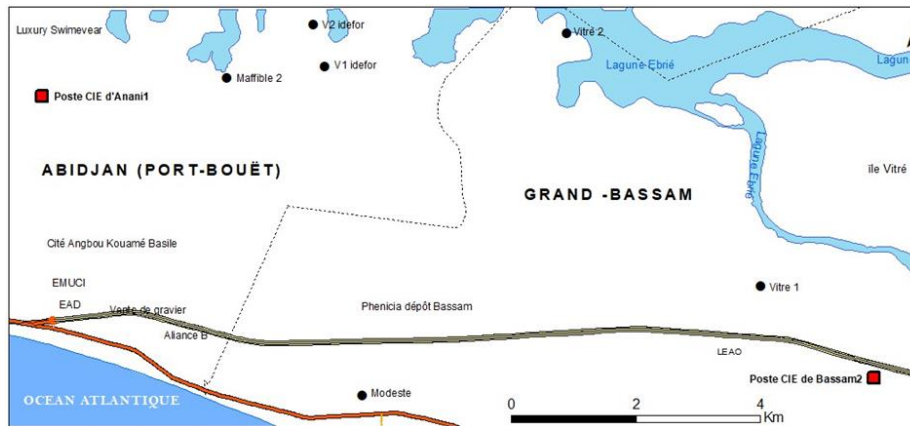 V2 idefor
Vitré 2
Luxury Swimevear
V1 idefor
Lagune Ebrié
Lagun
Maffible 2
Poste CIE d'Anani1
Lagune Ebrié
ABIDJAN (PORT-BOUËT)
île Vitré
GRAND -BASSAM
Cité Angbou Kouamé Basile
EMUCI
Vitre 1
EAD
Vente de gravier
Phenicia dépôt Bassam
Aliance B
LEAO
Poste CIE de Bassam2
Modeste
OCEAN ATLANTIQUE
0 2 4
Km